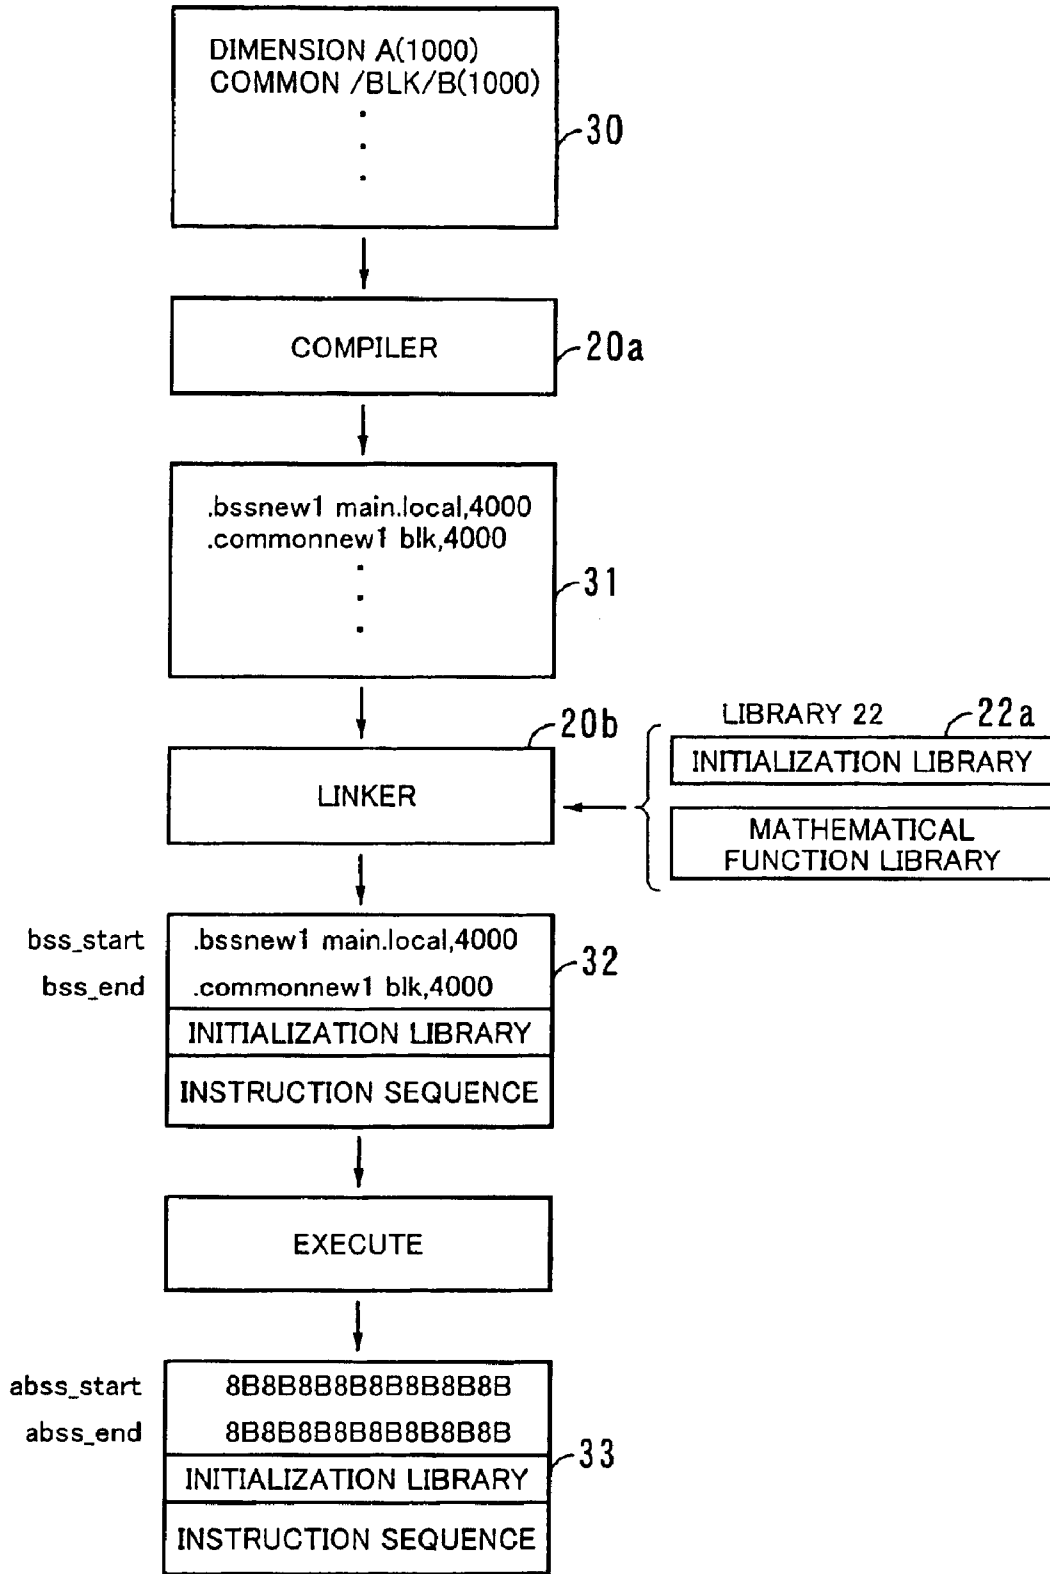 DIMENSION A(1000)
COMMON /BLK/B(1000)
30
COMPILER
20a
.bssnew1 main.local,4000
.commonnew1 blk,4000
31
20b
LINKER
LIBRARY 22
22a
INITIALIZATION LIBRARY
MATHEMATICAL
FUNCTION LIBRARY
bss_start
.bssnew1 main.local,4000
bss_end
.commonnew1 blk,4000
32
INITIALIZATION LIBRARY
INSTRUCTION SEQUENCE
EXECUTE
abss_start
8B8B8B8B8B8B8B8B
abss_end
8B8B8B8B8B8B8B8B
33
INITIALIZATION LIBRARY
INSTRUCTION SEQUENCE